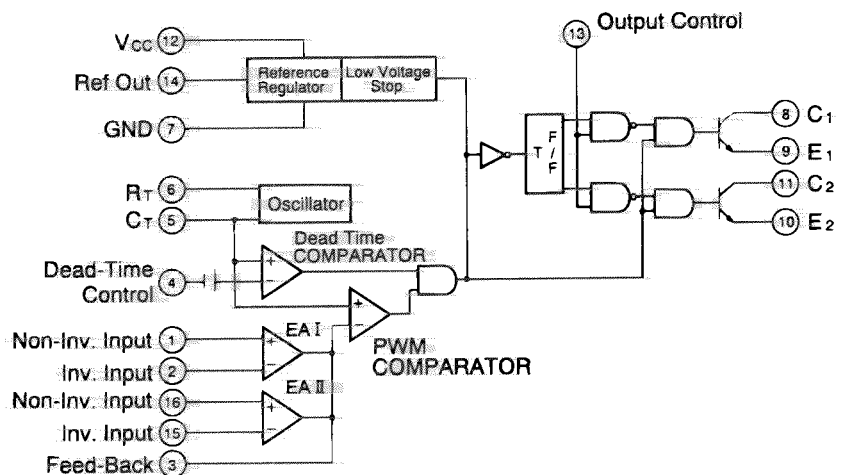 Output Control
13
VCC 12
Ref Out 14
Reference Regulator
Low Voltage Stop
GND 7
T
F/F
8 C1
9 E1
11 C2
10 E2
RT 6
CT 5
Oscillator
Dead Time COMPARATOR
+
−
Dead-Time Control 4
+
−
PWM COMPARATOR
Non-Inv. Input 1
Inv. Input 2
EA I
+
−
Non-Inv. Input 16
Inv. Input 15
EA II
+
−
Feed-Back 3